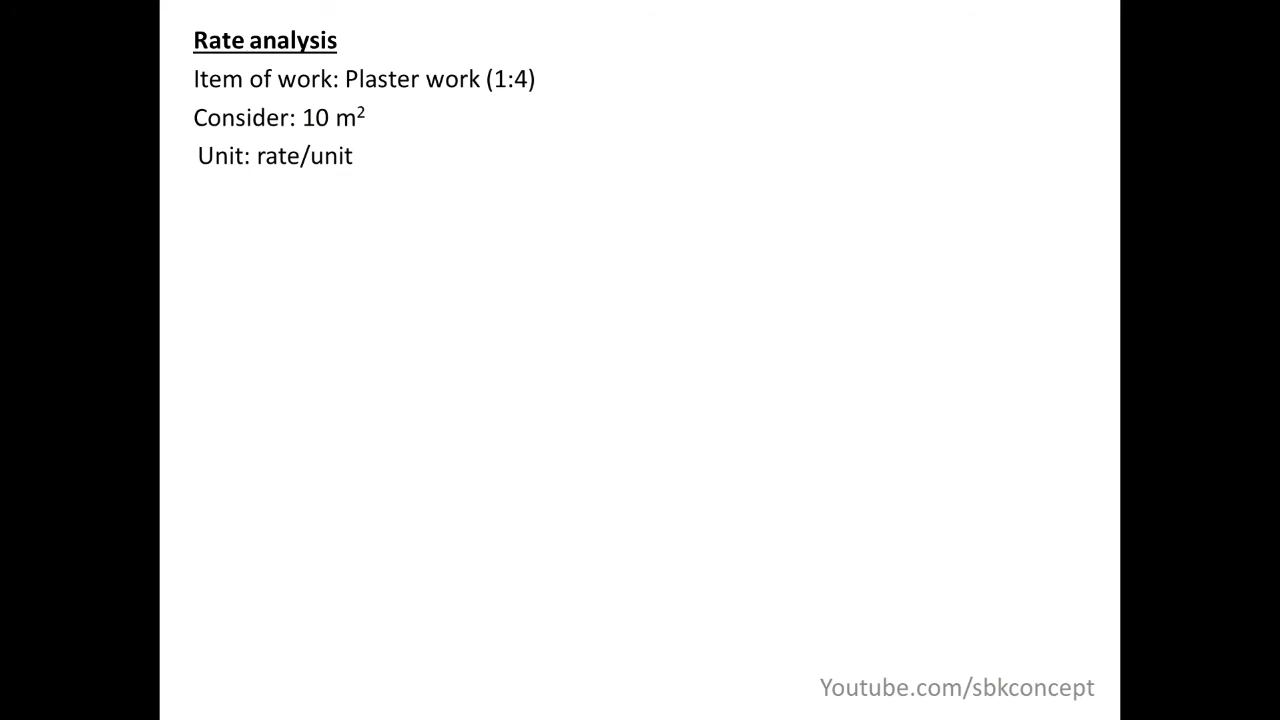 Rate analysis
Item of work: Plaster work (1:4)
Consider: 10 m²
Unit: rate/unit
Youtube.com/sbkconcept